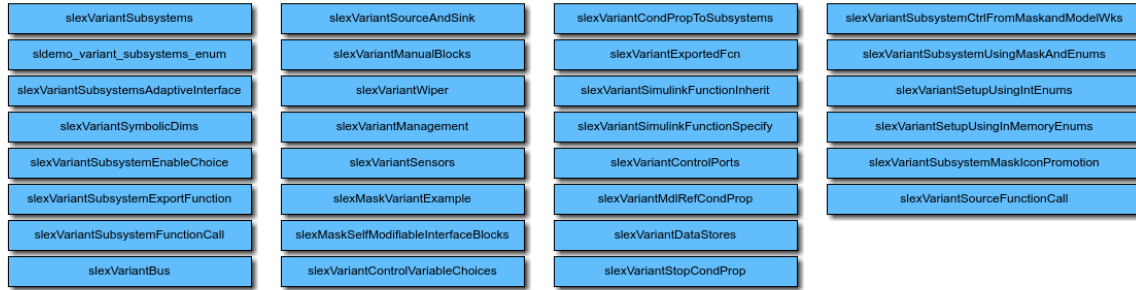 slexVariantSubsystems
sldemo_variant_subsystems_enum
slexVariantSubsystemsAdaptiveInterface
slexVariantSymbolicDims
slexVariantSubsystemEnableChoice
slexVariantSubsystemExportFunction
slexVariantSubsystemFunctionCall
slexVariantBus
slexVariantSourceAndSink
slexVariantManualBlocks
slexVariantWiper
slexVariantManagement
slexVariantSensors
slexMaskVariantExample
slexMaskSelfModifiableInterfaceBlocks
slexVariantControlVariableChoices
slexVariantCondPropToSubsystems
slexVariantExportedFcn
slexVariantSimulinkFunctionInherit
slexVariantSimulinkFunctionSpecify
slexVariantControlPorts
slexVariantMdlRefCondProp
slexVariantDataStores
slexVariantStopCondProp
slexVariantSubsystemCtrlFromMaskandModelWks
slexVariantSubsystemUsingMaskAndEnums
slexVariantSetupUsingIntEnums
slexVariantSetupUsingInMemoryEnums
slexVariantSubsystemMaskIconPromotion
slexVariantSourceFunctionCall